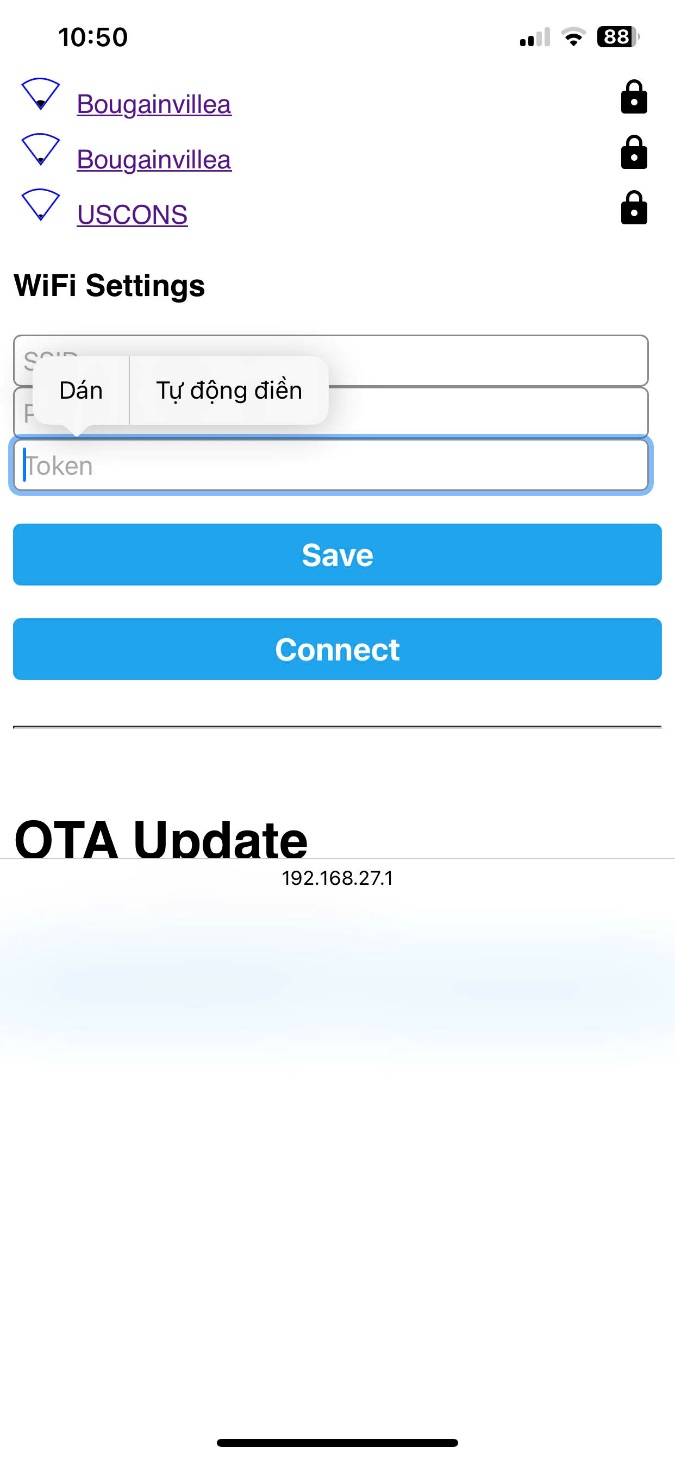 10:50
88
Bougainvillea
Bougainvillea
USCONS
WiFi Settings
SSID
Dán
Tự động điền
Token
Save
Connect
OTA Update
192.168.27.1